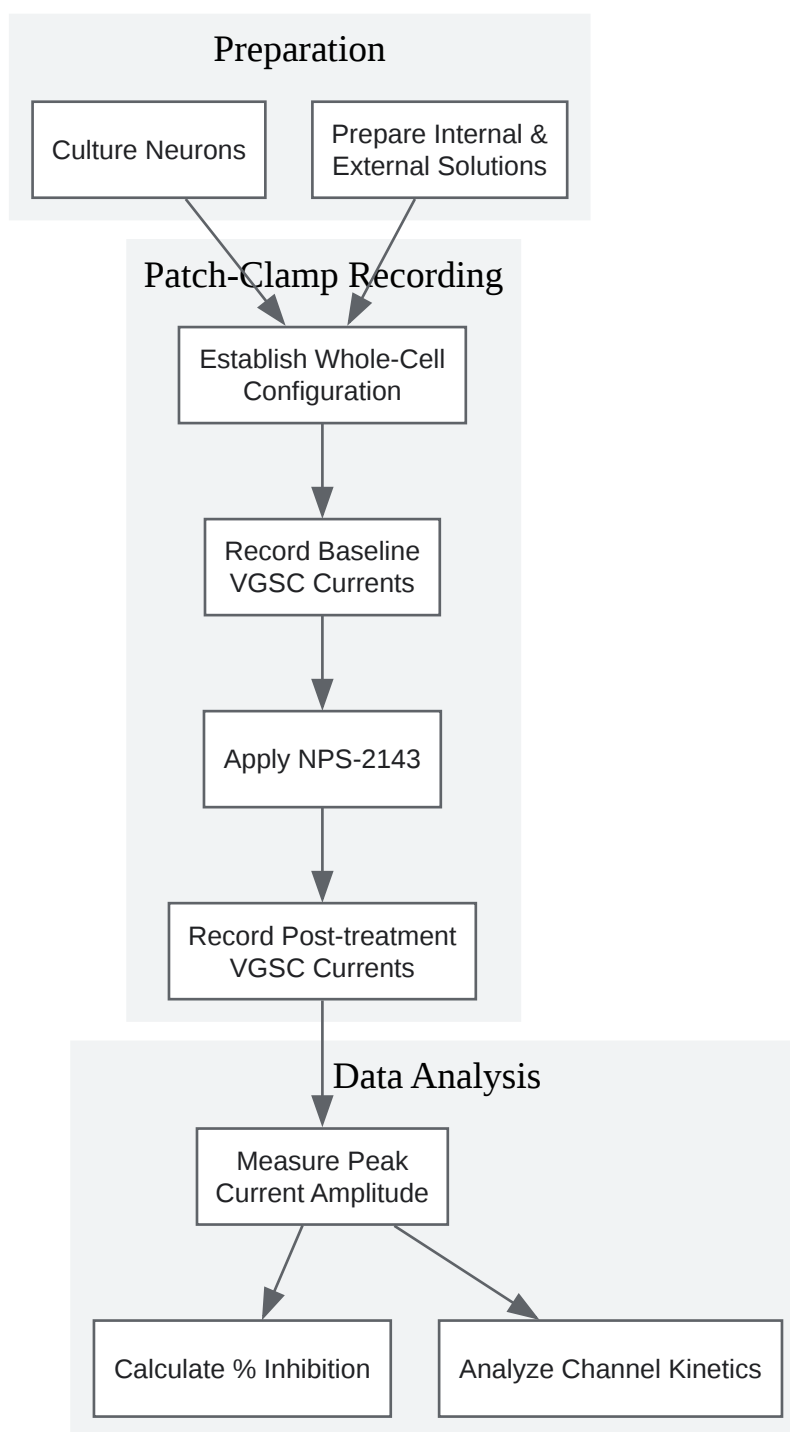 Preparation
Culture Neurons
Prepare Internal &
External Solutions
Patch-Clamp Recording
Establish Whole-Cell
Configuration
Record Baseline
VGSC Currents
Apply NPS-2143
Record Post-treatment
VGSC Currents
Data Analysis
Measure Peak
Current Amplitude
Calculate % Inhibition
Analyze Channel Kinetics